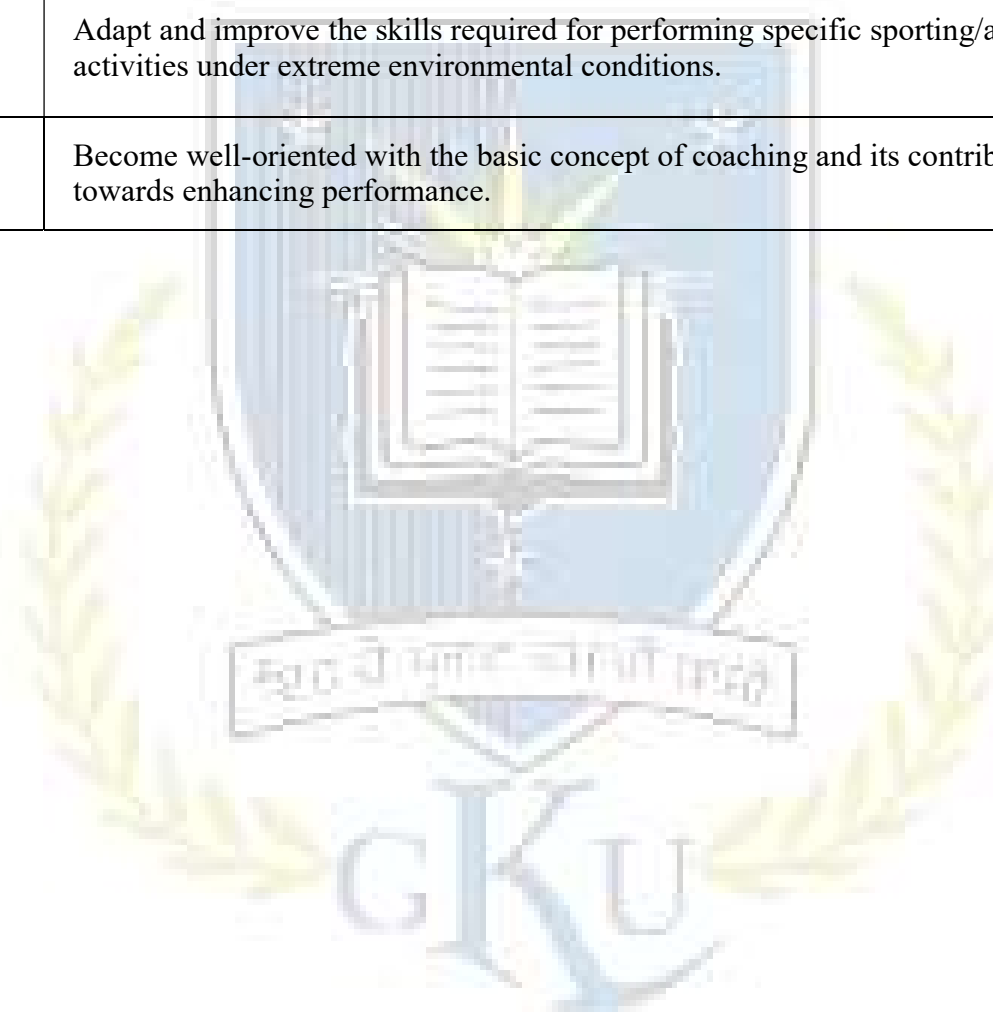 Adapt and improve the skills required for performing specific sporting/a
activities under extreme environmental conditions.
Become well-oriented with the basic concept of coaching and its contrib
towards enhancing performance.
GKU